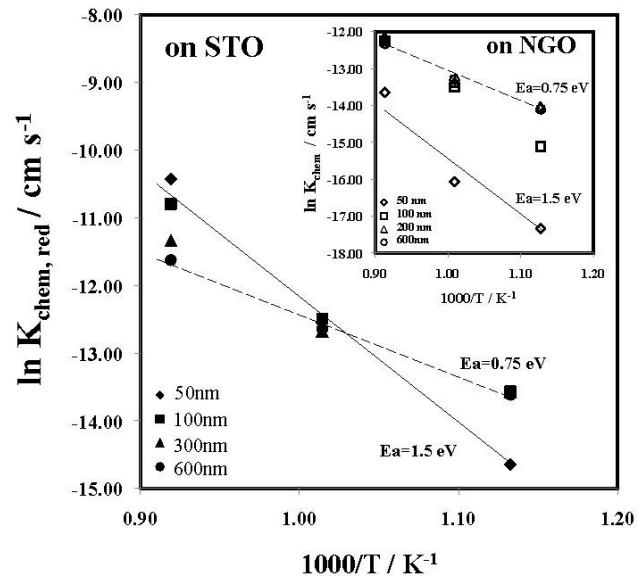 on STO
on NGO
ln K_chem, red / cm s⁻¹
-8.00
-10.00
-11.00
-12.00
-13.00
-14.00
-15.00
0.90
1.00
1.10
1.20
1000/T / K⁻¹
50nm
100nm
300nm
600nm
Ea=0.75 eV
Ea=1.5 eV
ln K_chem / cm s⁻¹
-12.00
-13.00
-14.00
-15.00
-16.00
-17.00
-18.00
0.90
1.00
1.10
1.20
1000/T / K⁻¹
50 nm
100 nm
200 nm
600nm
Ea=0.75 eV
Ea=1.5 eV